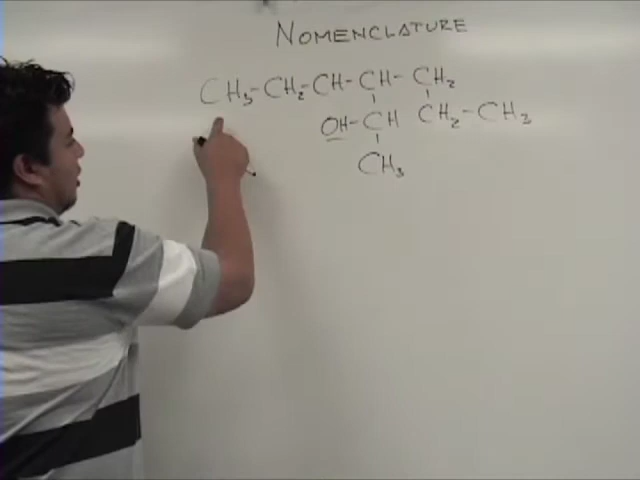 NOMENCLATURE
CH₃-CH₂-CH-CH-CH₂
OH-CH CH₂-CH₃
CH₃